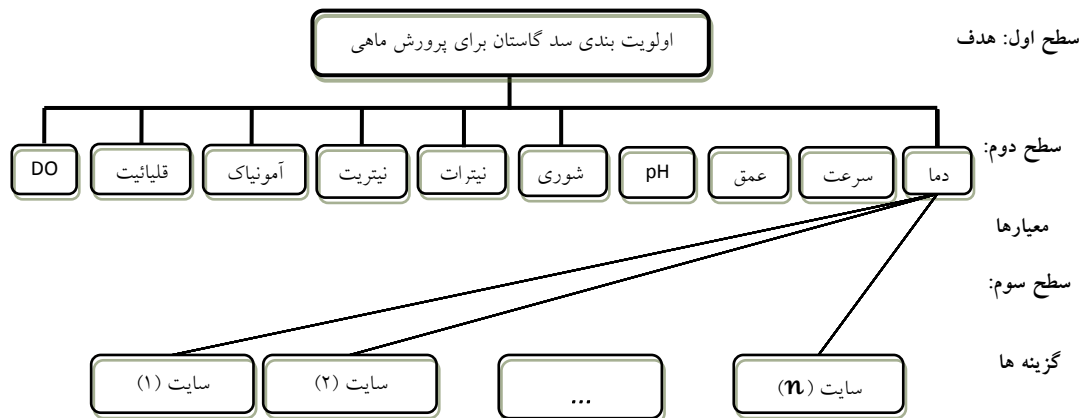 سطح اول: هدف
اولویت بندی سد گاستان برای پرورش ماهی
سطح دوم:
دما
سرعت
عمق
pH
شوری
نیترات
نیتریت
آمونیاک
قلیائیت
DO
معیارها
سطح سوم:
گزینه ها
سایت (n)
...
سایت (۲)
سایت (۱)